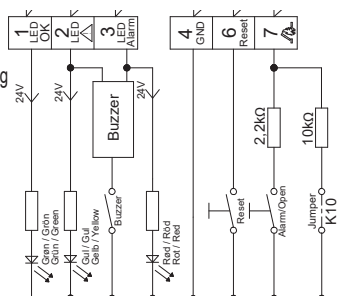 1
LED
OK
2
LED
3
LED
Alarm
4
GND
6
Reset
7
g
24V
24V
24V
Buzzer
2,2kΩ
10kΩ
Grøn / Grön
Grün / Green
Gul / Gul
Gelb / Yellow
Buzzer
Rød / Röd
Rot / Red
Reset
Alarm/Open
Jumper
K10